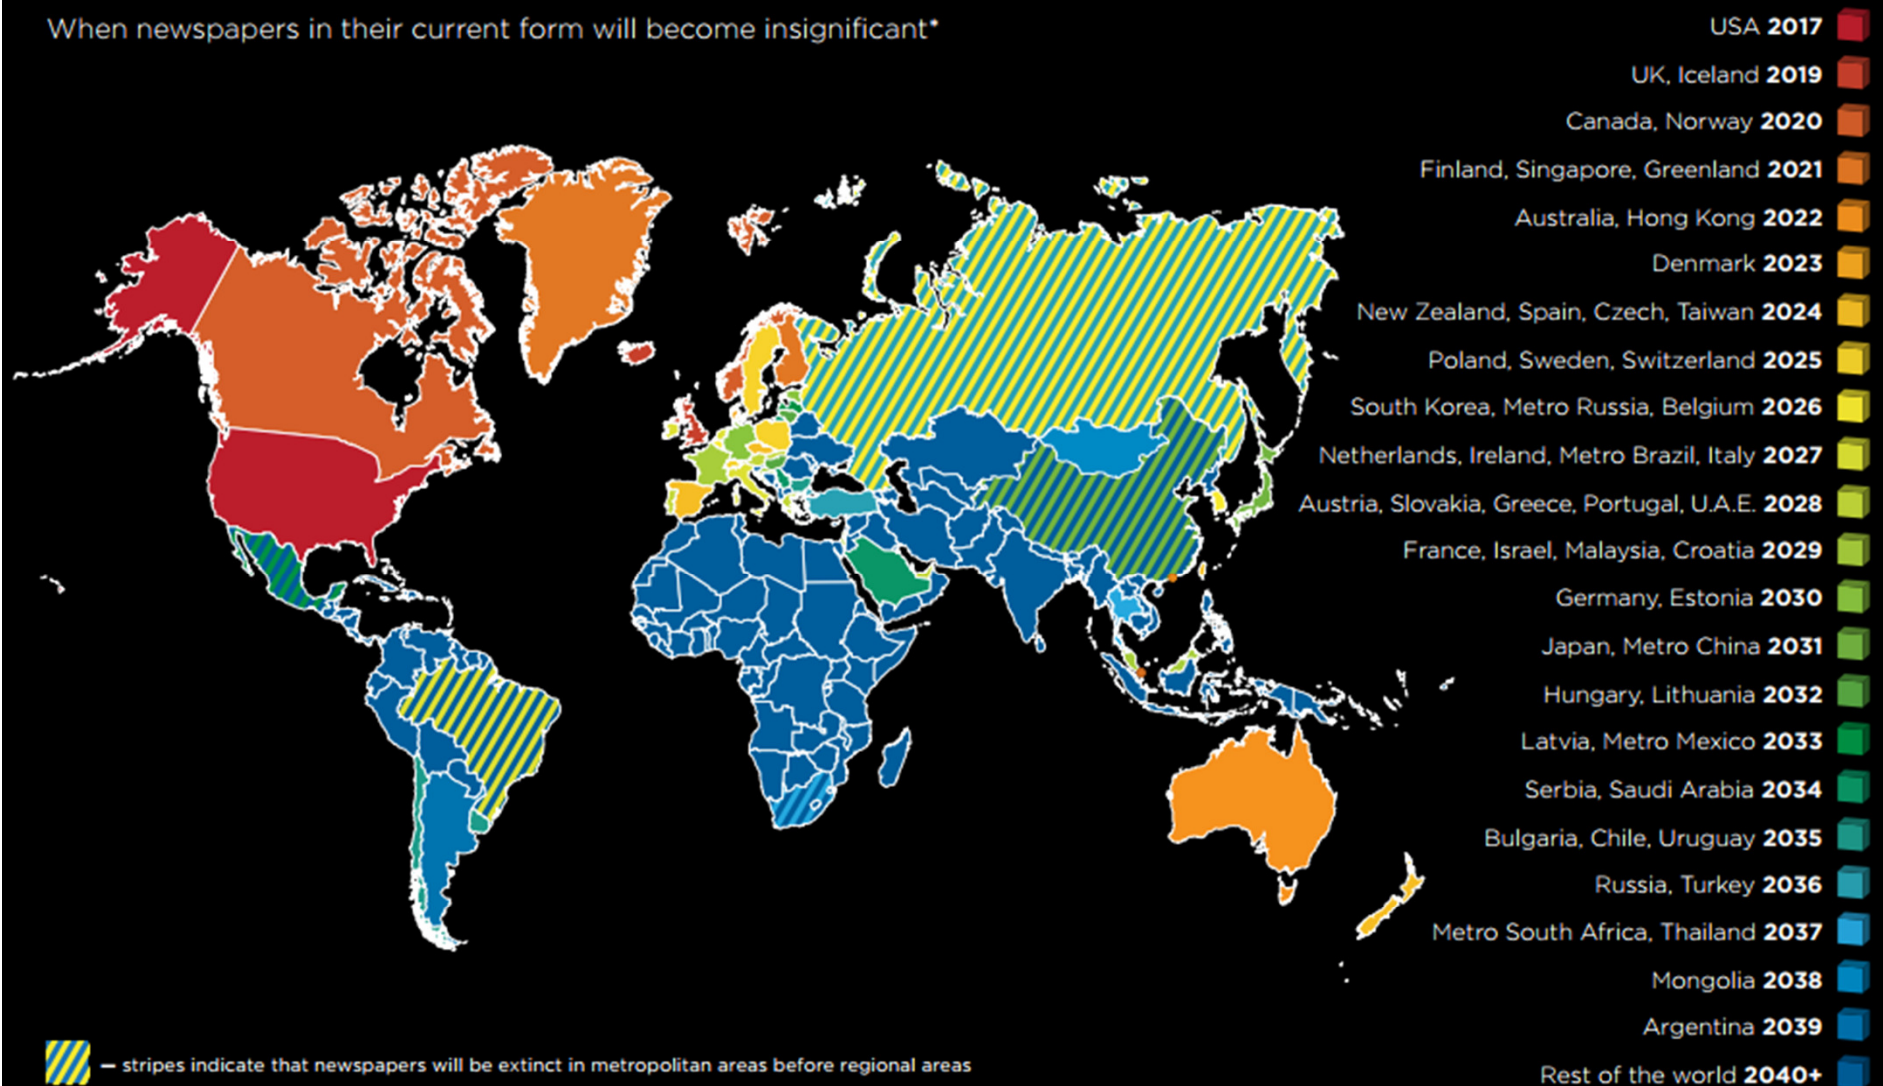 When newspapers in their current form will become insignificant*
USA 2017
UK, Iceland 2019
Canada, Norway 2020
Finland, Singapore, Greenland 2021
Australia, Hong Kong 2022
Denmark 2023
New Zealand, Spain, Czech, Taiwan 2024
Poland, Sweden, Switzerland 2025
South Korea, Metro Russia, Belgium 2026
Netherlands, Ireland, Metro Brazil, Italy 2027
Austria, Slovakia, Greece, Portugal, U.A.E. 2028
France, Israel, Malaysia, Croatia 2029
Germany, Estonia 2030
Japan, Metro China 2031
Hungary, Lithuania 2032
Latvia, Metro Mexico 2033
Serbia, Saudi Arabia 2034
Bulgaria, Chile, Uruguay 2035
Russia, Turkey 2036
Metro South Africa, Thailand 2037
Mongolia 2038
Argentina 2039
Rest of the world 2040+
– stripes indicate that newspapers will be extinct in metropolitan areas before regional areas